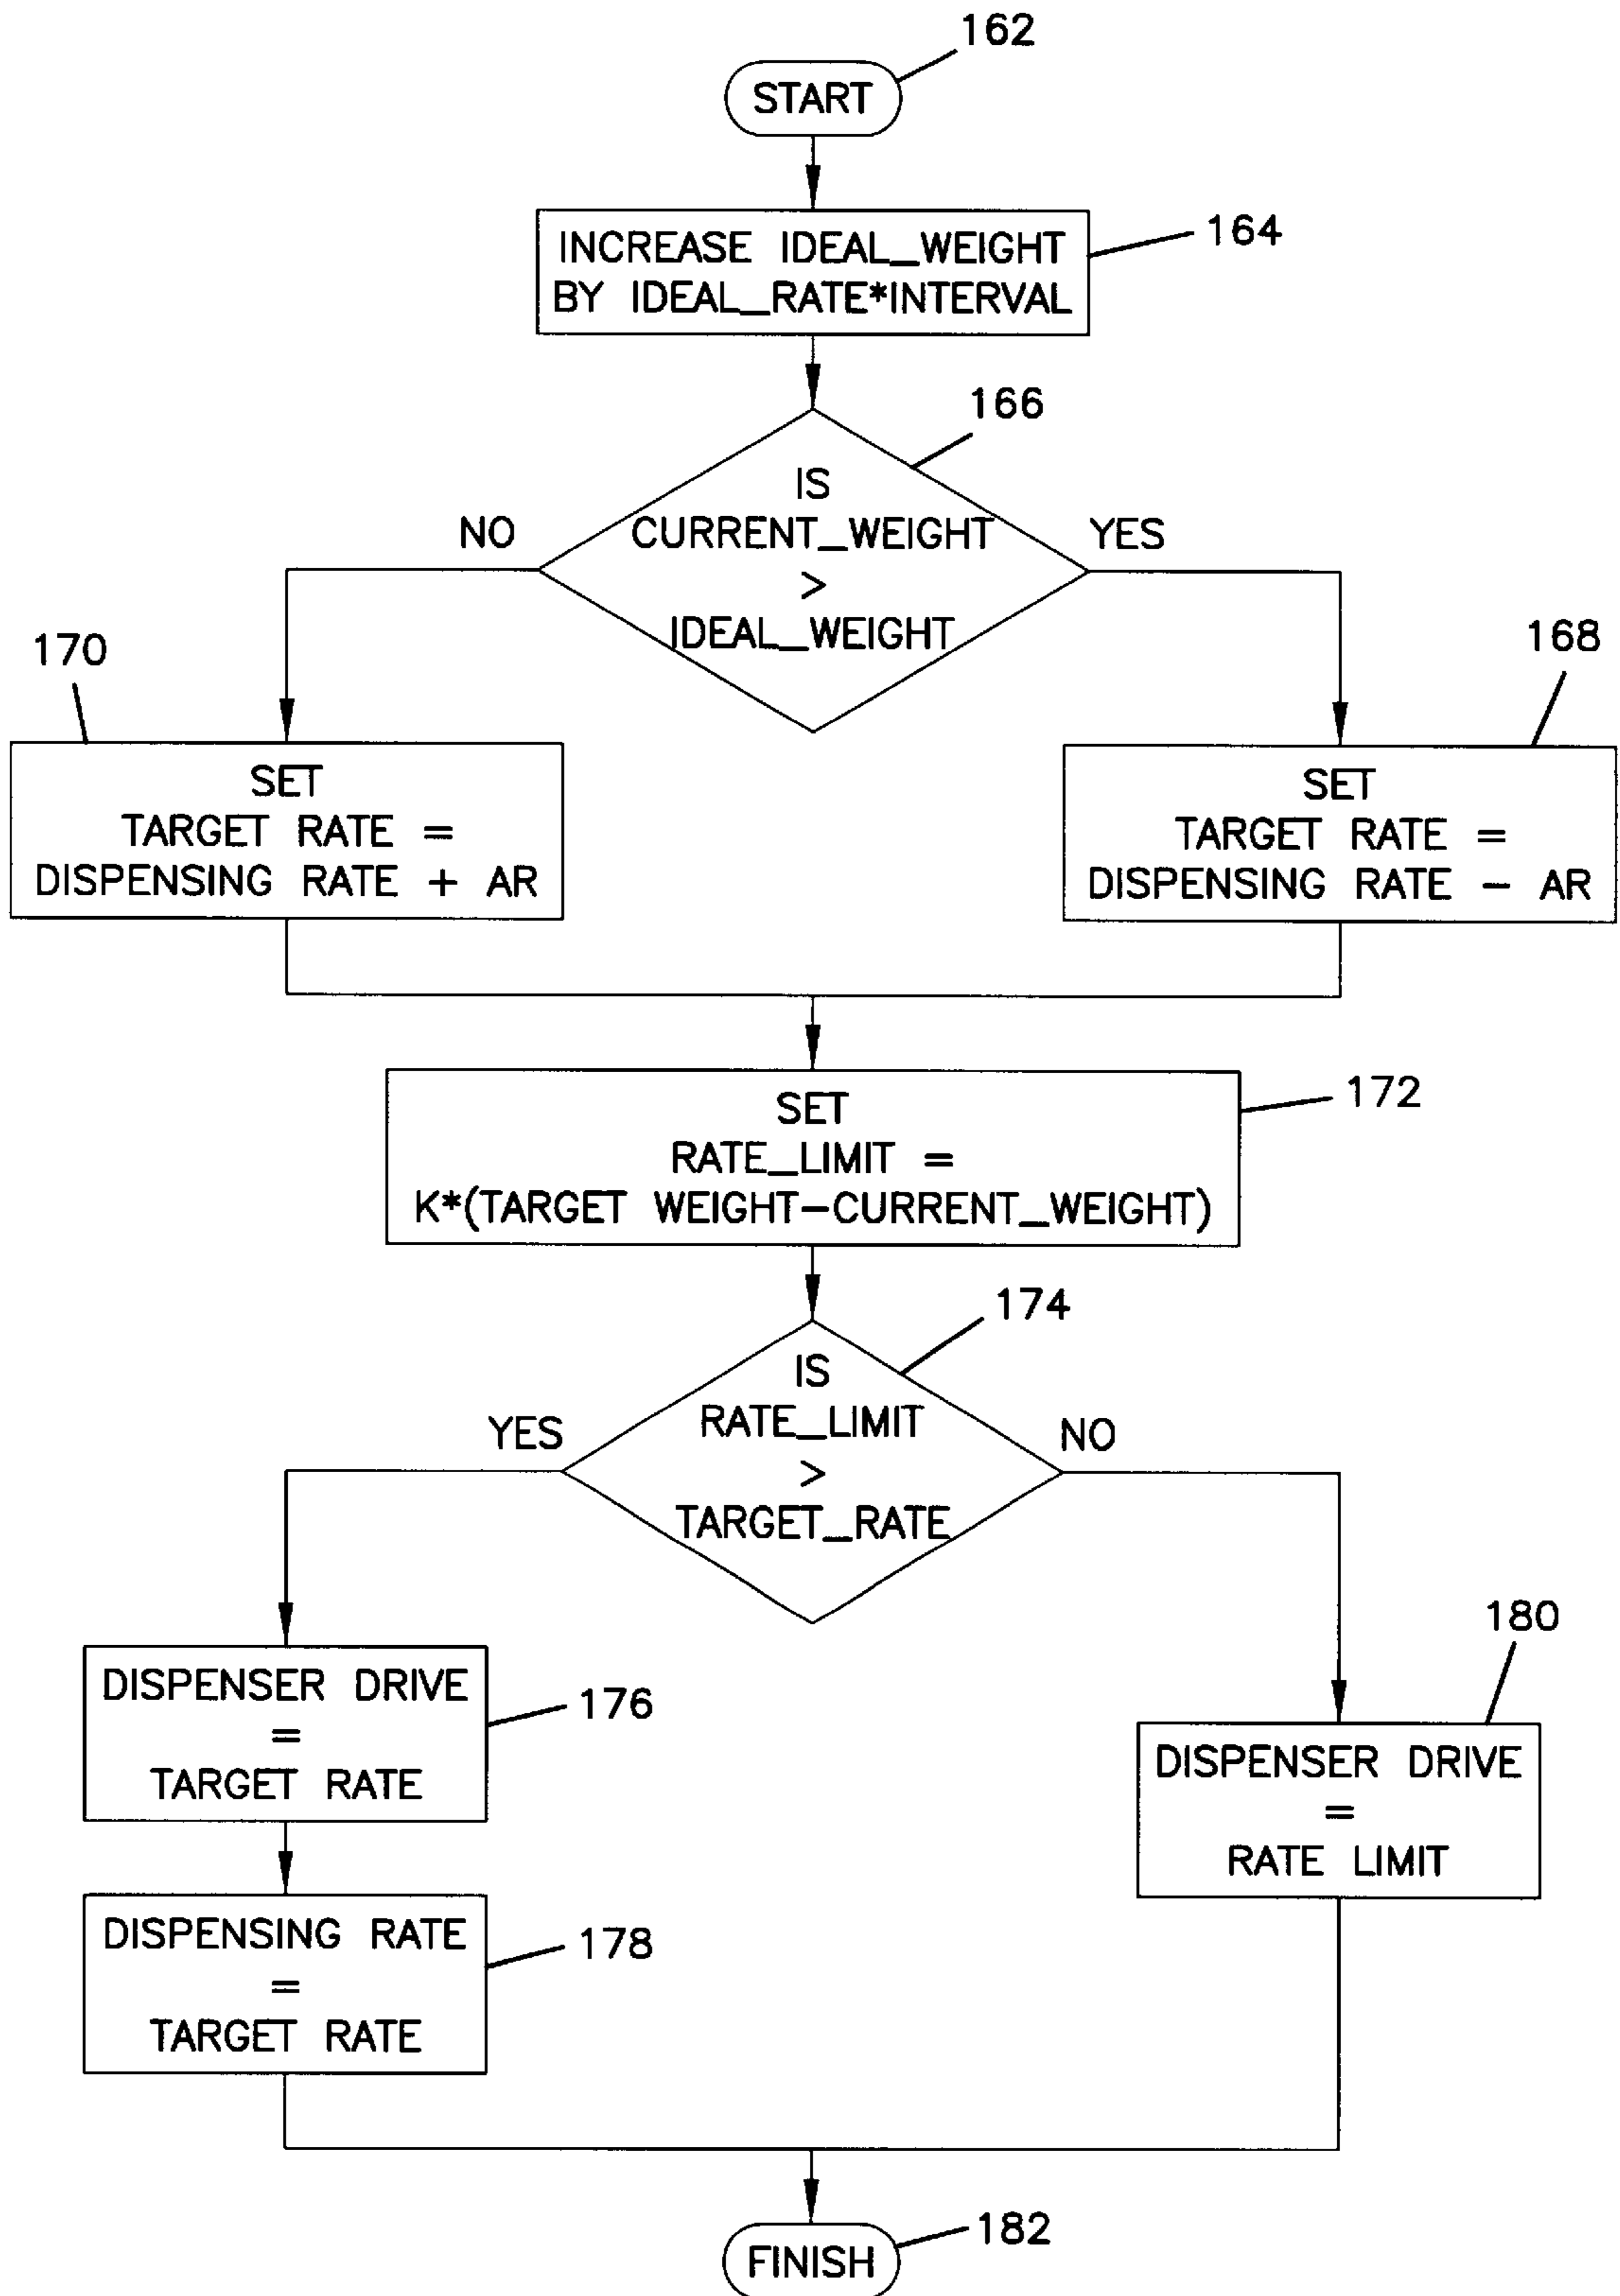 162
START
164
INCREASE IDEAL_WEIGHT
BY IDEAL_RATE*INTERVAL
166
IS
CURRENT_WEIGHT
>
IDEAL_WEIGHT
NO
YES
170
SET
TARGET RATE =
DISPENSING RATE + AR
168
SET
TARGET RATE =
DISPENSING RATE - AR
172
SET
RATE_LIMIT =
K*(TARGET WEIGHT-CURRENT_WEIGHT)
174
IS
RATE_LIMIT
>
TARGET_RATE
YES
NO
176
DISPENSER DRIVE
=
TARGET RATE
180
DISPENSER DRIVE
=
RATE LIMIT
178
DISPENSING RATE
=
TARGET RATE
182
FINISH